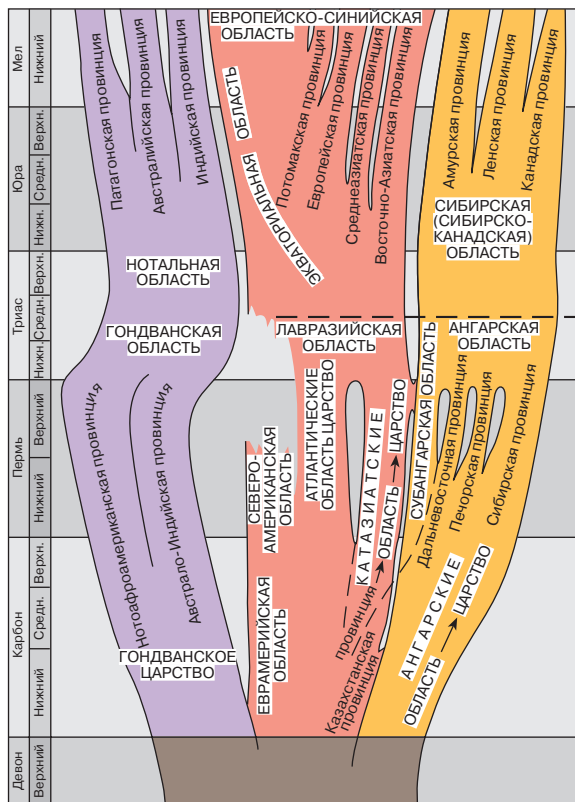 Мел
Нижний
Юра
Верхн.
Средн.
Нижн.
Триас
Верхн.
Средн.
Нижн.
Пермь
Верхний
Нижний
Карбон
Верхн.
Средн.
Нижний
Девон
Верхний
Патагонская провинция
Австралийская провинция
Индийская провинция
НОТАЛЬНАЯ
ОБЛАСТЬ
ГОНДВАНСКАЯ
ОБЛАСТЬ
Нотоафроамериканская провинция
Австрало-Индийская провинция
ГОНДВАНСКОЕ
ЦАРСТВО
ЕВРОПЕЙСКО-СИНИЙСКАЯ
ОБЛАСТЬ
ЭКВАТОРИАЛЬНАЯ ОБЛАСТЬ
Потомакская провинция
Европейская провинция
Среднеазиатская провинция
Восточно-Азиатская провинция
ЛАВРАЗИЙСКАЯ
ОБЛАСТЬ
СЕВЕРО-
АМЕРИКАНСКАЯ
ОБЛАСТЬ
АТЛАНТИЧЕСКИЕ
ОБЛАСТЬ ЦАРСТВО
КАТАЗИАТСКИЕ
провинция → ОБЛАСТЬ → ЦАРСТВО
ЕВРАМЕРИЙСКАЯ
ОБЛАСТЬ
Казахстанская
провинция
Амурская провинция
Ленская провинция
Канадская провинция
СИБИРСКАЯ
(СИБИРСКО-
КАНАДСКАЯ)
ОБЛАСТЬ
АНГАРСКАЯ
ОБЛАСТЬ
СУБАНГАРСКАЯ ОБЛАСТЬ
Дальневосточная провинция
Печорская провинция
Сибирская провинция
АНГАРСКИЕ
ОБЛАСТЬ → ЦАРСТВО